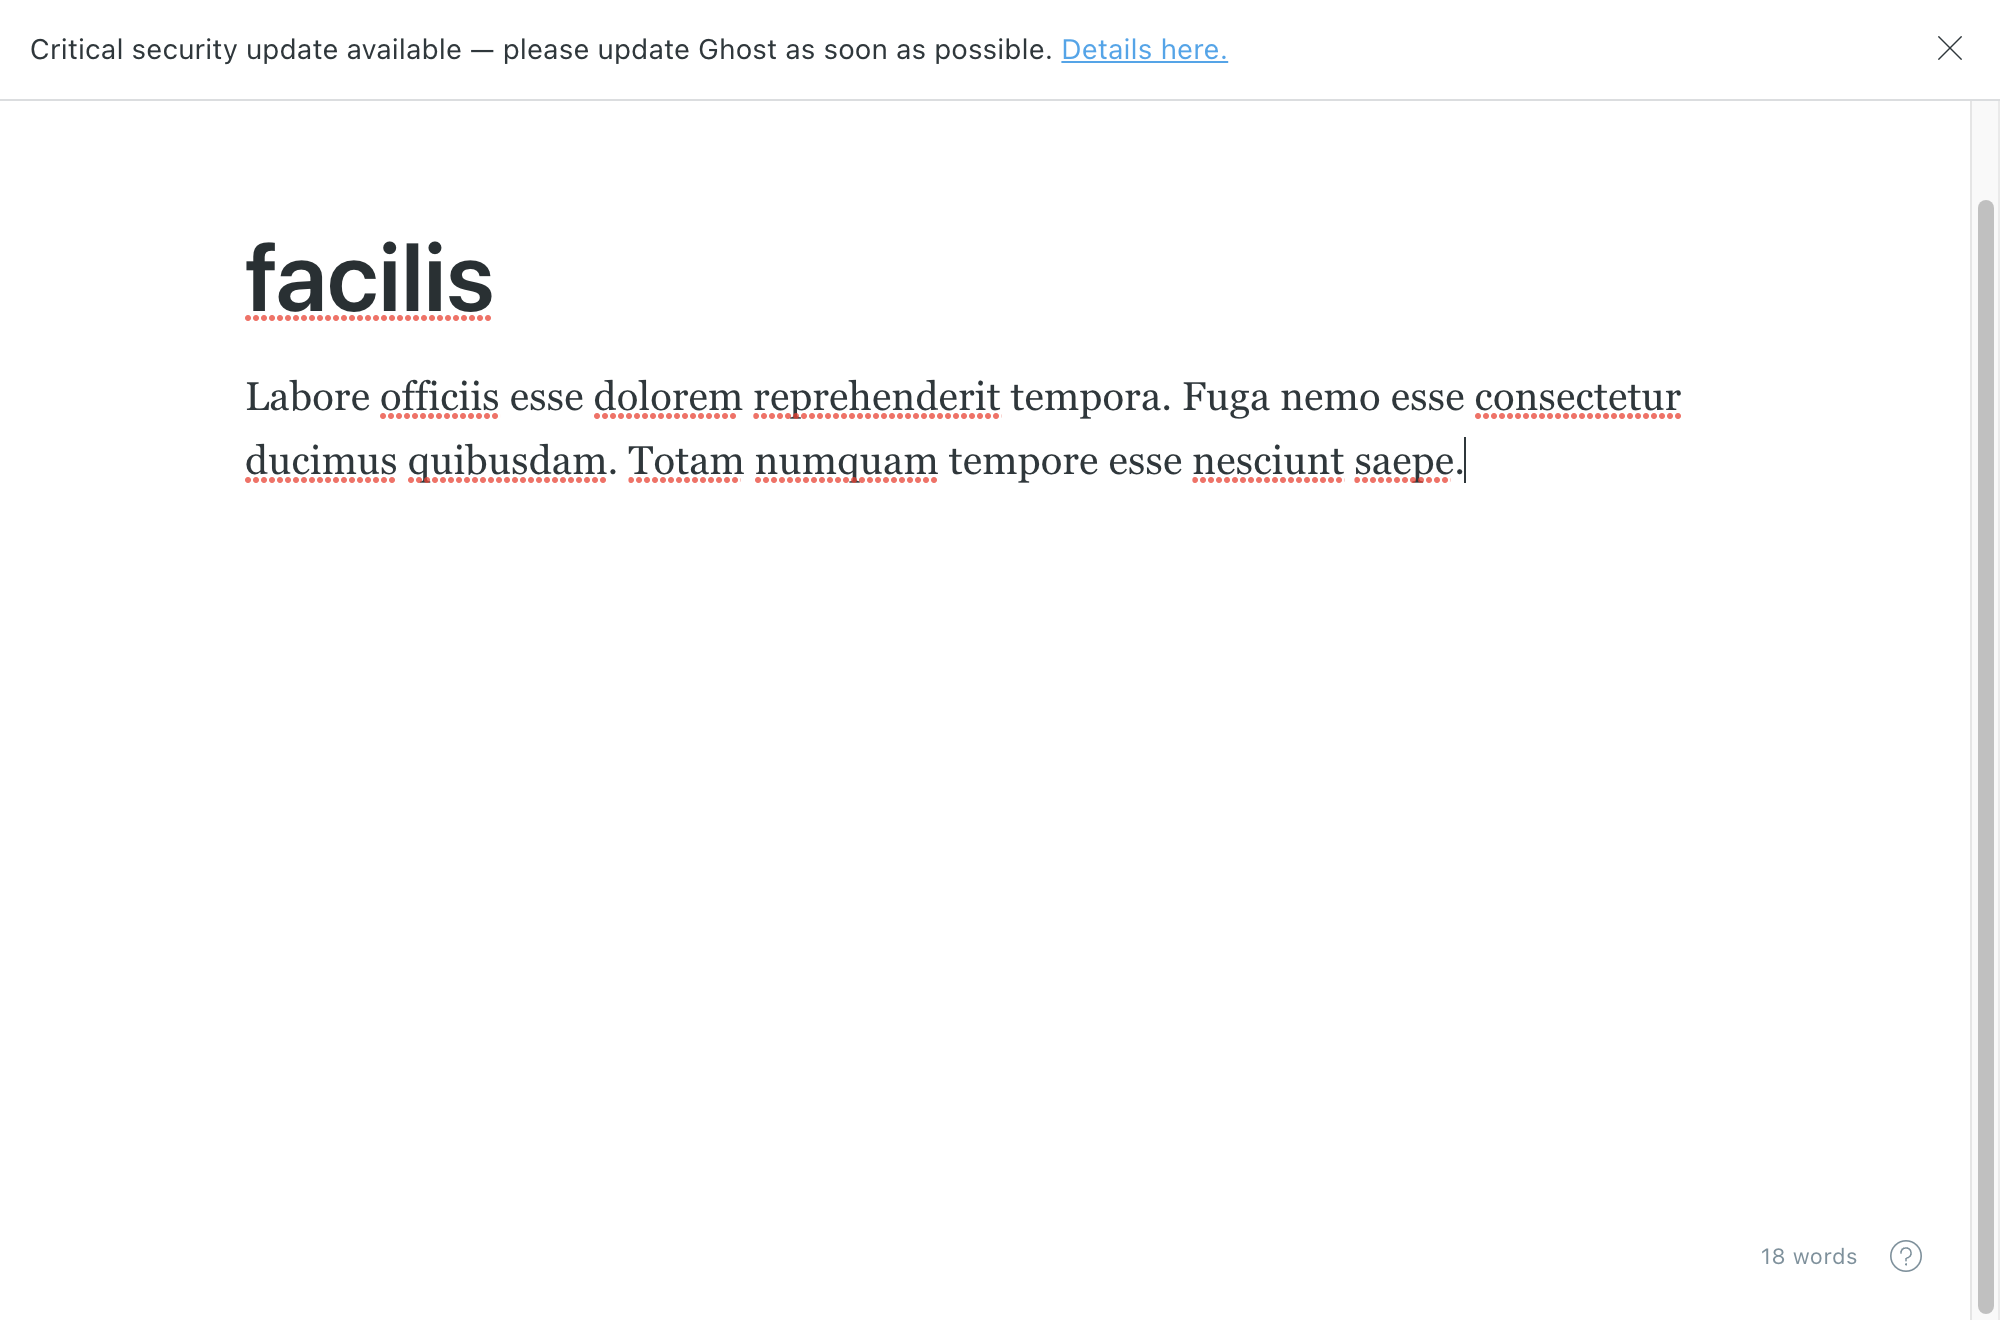 Critical security update available — please update Ghost as soon as possible. Details here.
facilis
Labore officiis esse dolorem reprehenderit tempora. Fuga nemo esse consectetur
ducimus quibusdam. Totam numquam tempore esse nesciunt saepe.
18 words
?